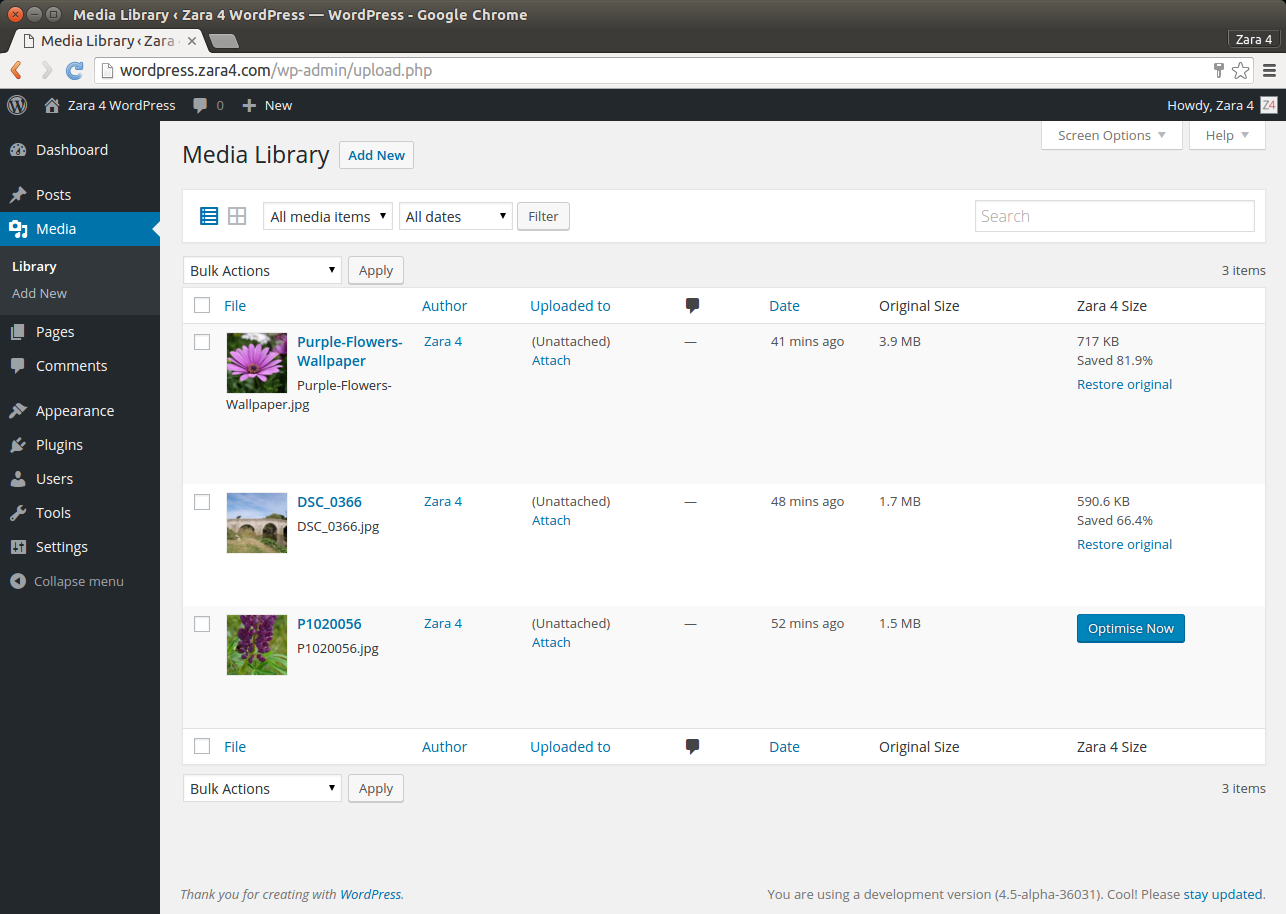 Media Library ‹ Zara 4 WordPress — WordPress - Google Chrome
Media Library ‹ Zara
Zara 4
wordpress.zara4.com/wp-admin/upload.php
Zara 4 WordPress 0 New Howdy, Zara 4 Z4
Screen Options Help
Dashboard
Posts
Media
Library
Add New
Pages
Comments
Appearance
Plugins
Users
Tools
Settings
Collapse menu
Media Library Add New
All media items All dates Filter Search
Bulk Actions Apply 3 items
File Author Uploaded to Date Original Size Zara 4 Size
Purple-Flowers- Zara 4 (Unattached) — 41 mins ago 3.9 MB 717 KB
Wallpaper Attach Saved 81.9%
Purple-Flowers- Restore original
Wallpaper.jpg
DSC_0366 Zara 4 (Unattached) — 48 mins ago 1.7 MB 590.6 KB
DSC_0366.jpg Attach Saved 66.4%
Restore original
P1020056 Zara 4 (Unattached) — 52 mins ago 1.5 MB Optimise Now
P1020056.jpg Attach
File Author Uploaded to Date Original Size Zara 4 Size
Bulk Actions Apply 3 items
Thank you for creating with WordPress. You are using a development version (4.5-alpha-36031). Cool! Please stay updated.